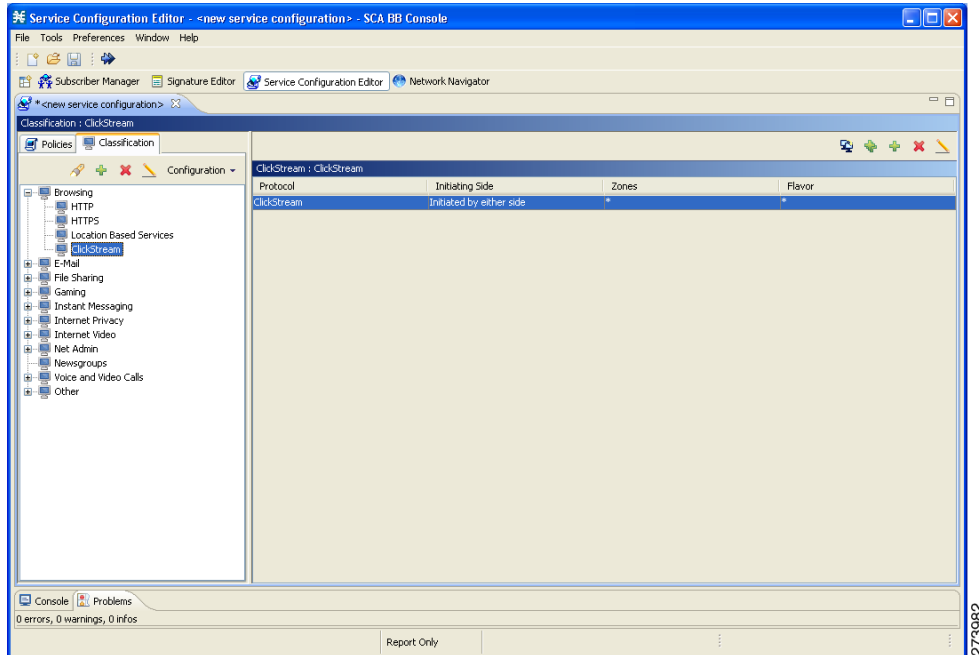 Service Configuration Editor - <new service configuration> - SCA BB Console
File Tools Preferences Window Help
Subscriber Manager Signature Editor Service Configuration Editor Network Navigator
*<new service configuration>
Classification : ClickStream
Policies Classification
Configuration
ClickStream : ClickStream
Protocol Initiating Side Zones Flavor
ClickStream Initiated by either side * *
Browsing
HTTP
HTTPS
Location Based Services
ClickStream
E-Mail
File Sharing
Gaming
Instant Messaging
Internet Privacy
Internet Video
Net Admin
Newsgroups
Voice and Video Calls
Other
Console Problems
0 errors, 0 warnings, 0 infos
Report Only
273982